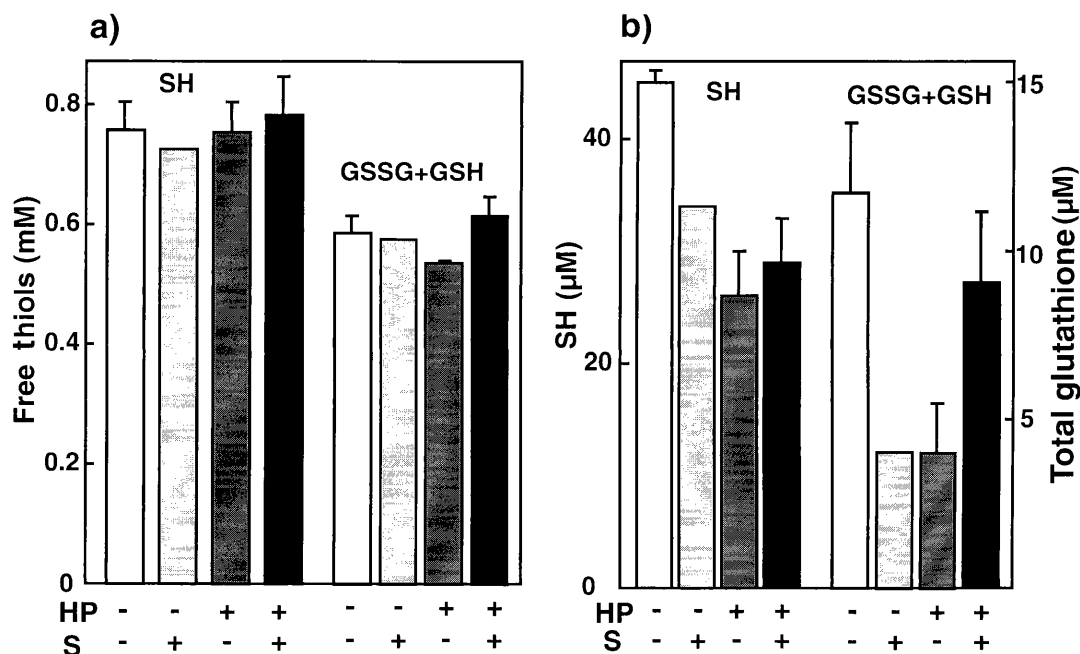 a)
SH
GSSG+GSH
Free thiols (mM)
0.8
0.6
0.4
0.2
0
HP - - + + - - + +
S - + - + - + - +
b)
SH
GSSG+GSH
SH (µM)
40
20
0
Total glutathione (µM)
15
10
5
HP - - + + - - + +
S - + - + - + - +